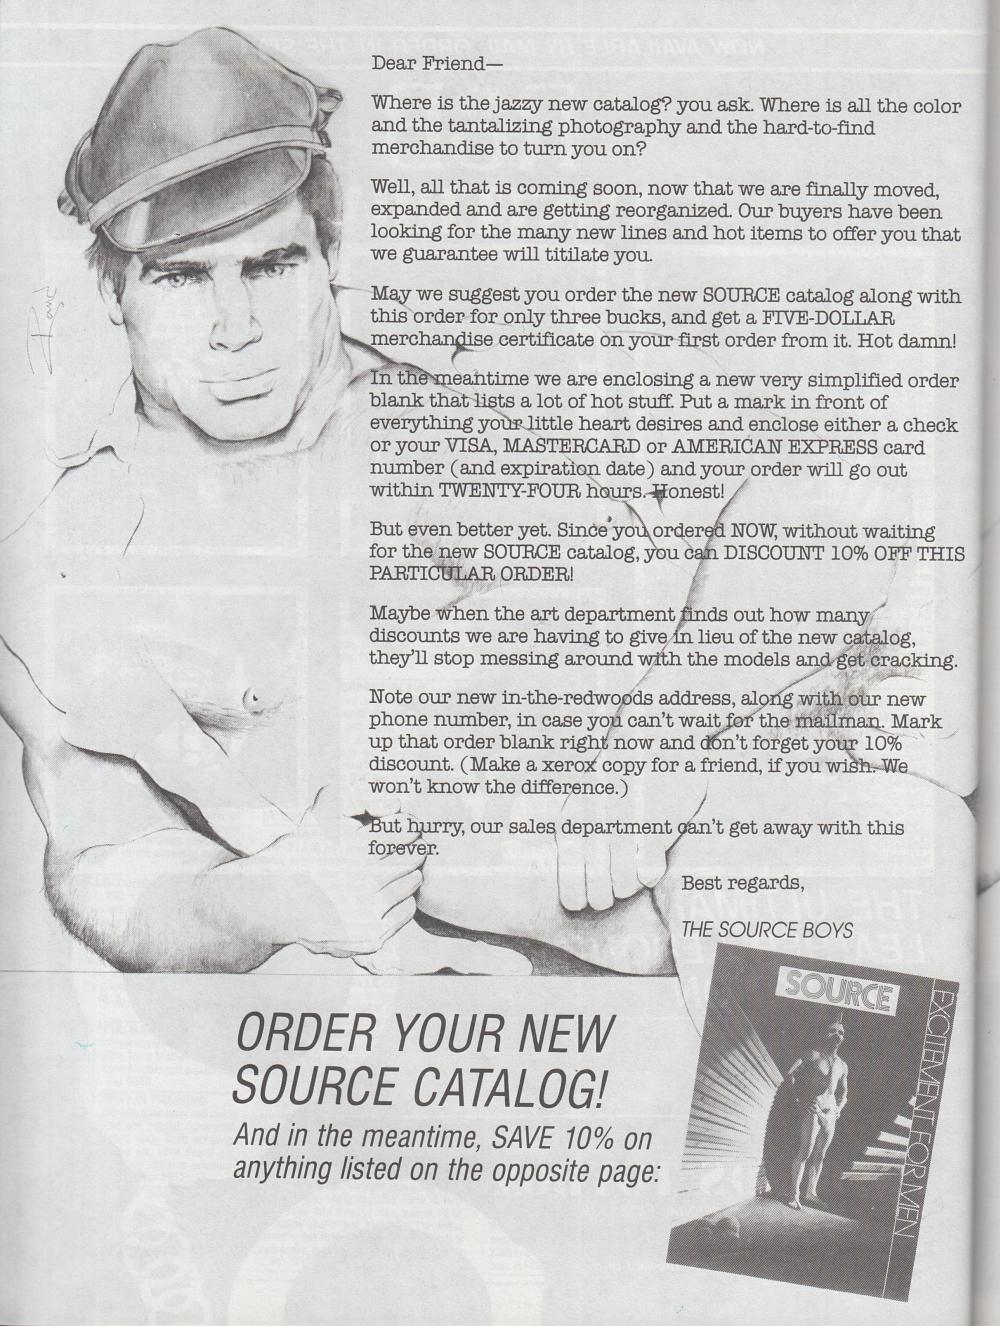 Dear Friend—
Where is the jazzy new catalog? you ask. Where is all the color
and the tantalizing photography and the hard-to-find
merchandise to turn you on?
Well, all that is coming soon, now that we are finally moved,
expanded and are getting reorganized. Our buyers have been
looking for the many new lines and hot items to offer you that
we guarantee will titilate you.
May we suggest you order the new SOURCE catalog along with
this order for only three bucks, and get a FIVE-DOLLAR
merchandise certificate on your first order from it. Hot damn!
In the meantime we are enclosing a new very simplified order
blank that lists a lot of hot stuff. Put a mark in front of
everything your little heart desires and enclose either a check
or your VISA, MASTERCARD or AMERICAN EXPRESS card
number (and expiration date) and your order will go out
within TWENTY-FOUR hours. Honest!
But even better yet. Since you ordered NOW, without waiting
for the new SOURCE catalog, you can DISCOUNT 10% OFF THIS
PARTICULAR ORDER!
Maybe when the art department finds out how many
discounts we are having to give in lieu of the new catalog,
they'll stop messing around with the models and get cracking.
Note our new in-the-redwoods address, along with our new
phone number, in case you can't wait for the mailman. Mark
up that order blank right now and don't forget your 10%
discount. (Make a xerox copy for a friend, if you wish. We
won't know the difference.)
But hurry, our sales department can't get away with this
forever.
Best regards,
THE SOURCE BOYS
SOURCE
EXCITEMENT FOR MEN
ORDER YOUR NEW
SOURCE CATALOG!
And in the meantime, SAVE 10% on
anything listed on the opposite page: